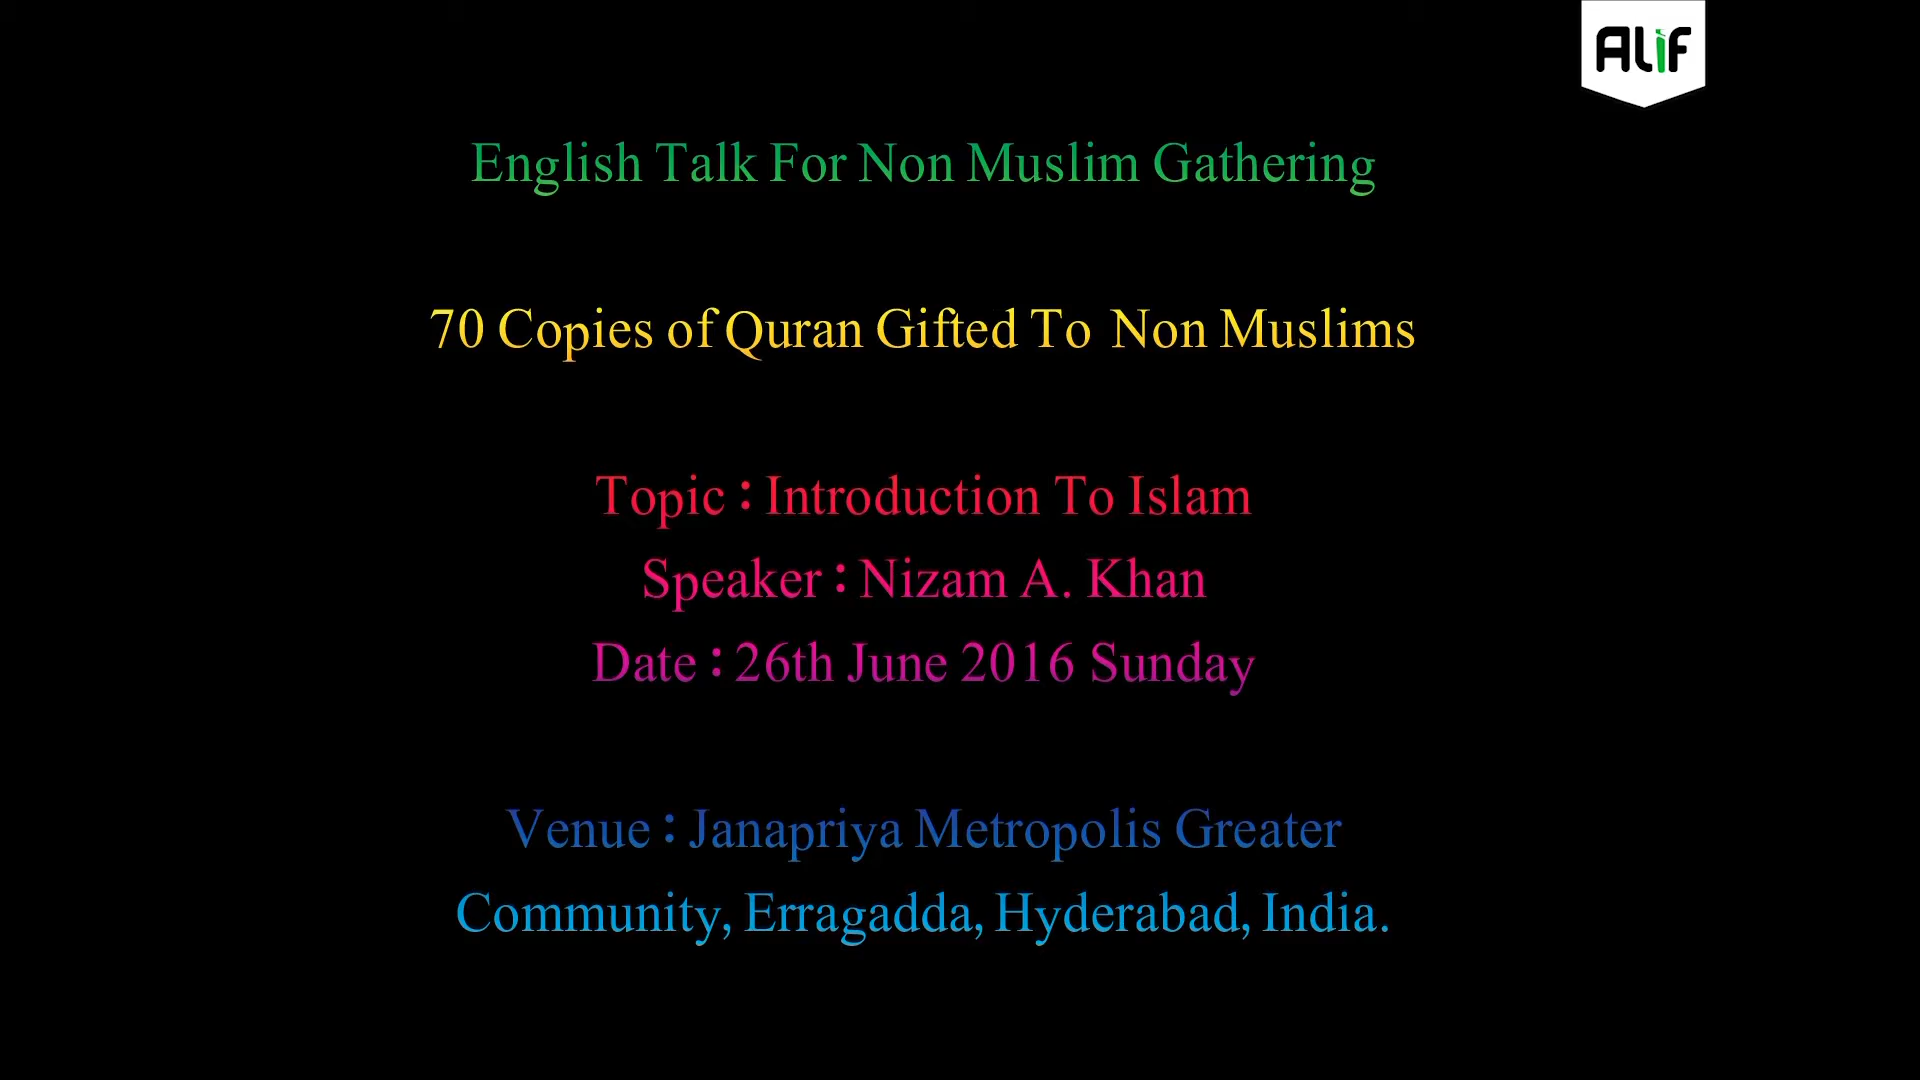 ALiF
English Talk For Non Muslim Gathering
70 Copies of Quran Gifted To Non Muslims
Topic : Introduction To Islam
Speaker : Nizam A. Khan
Date : 26th June 2016 Sunday
Venue : Janapriya Metropolis Greater
Community, Erragadda, Hyderabad, India.